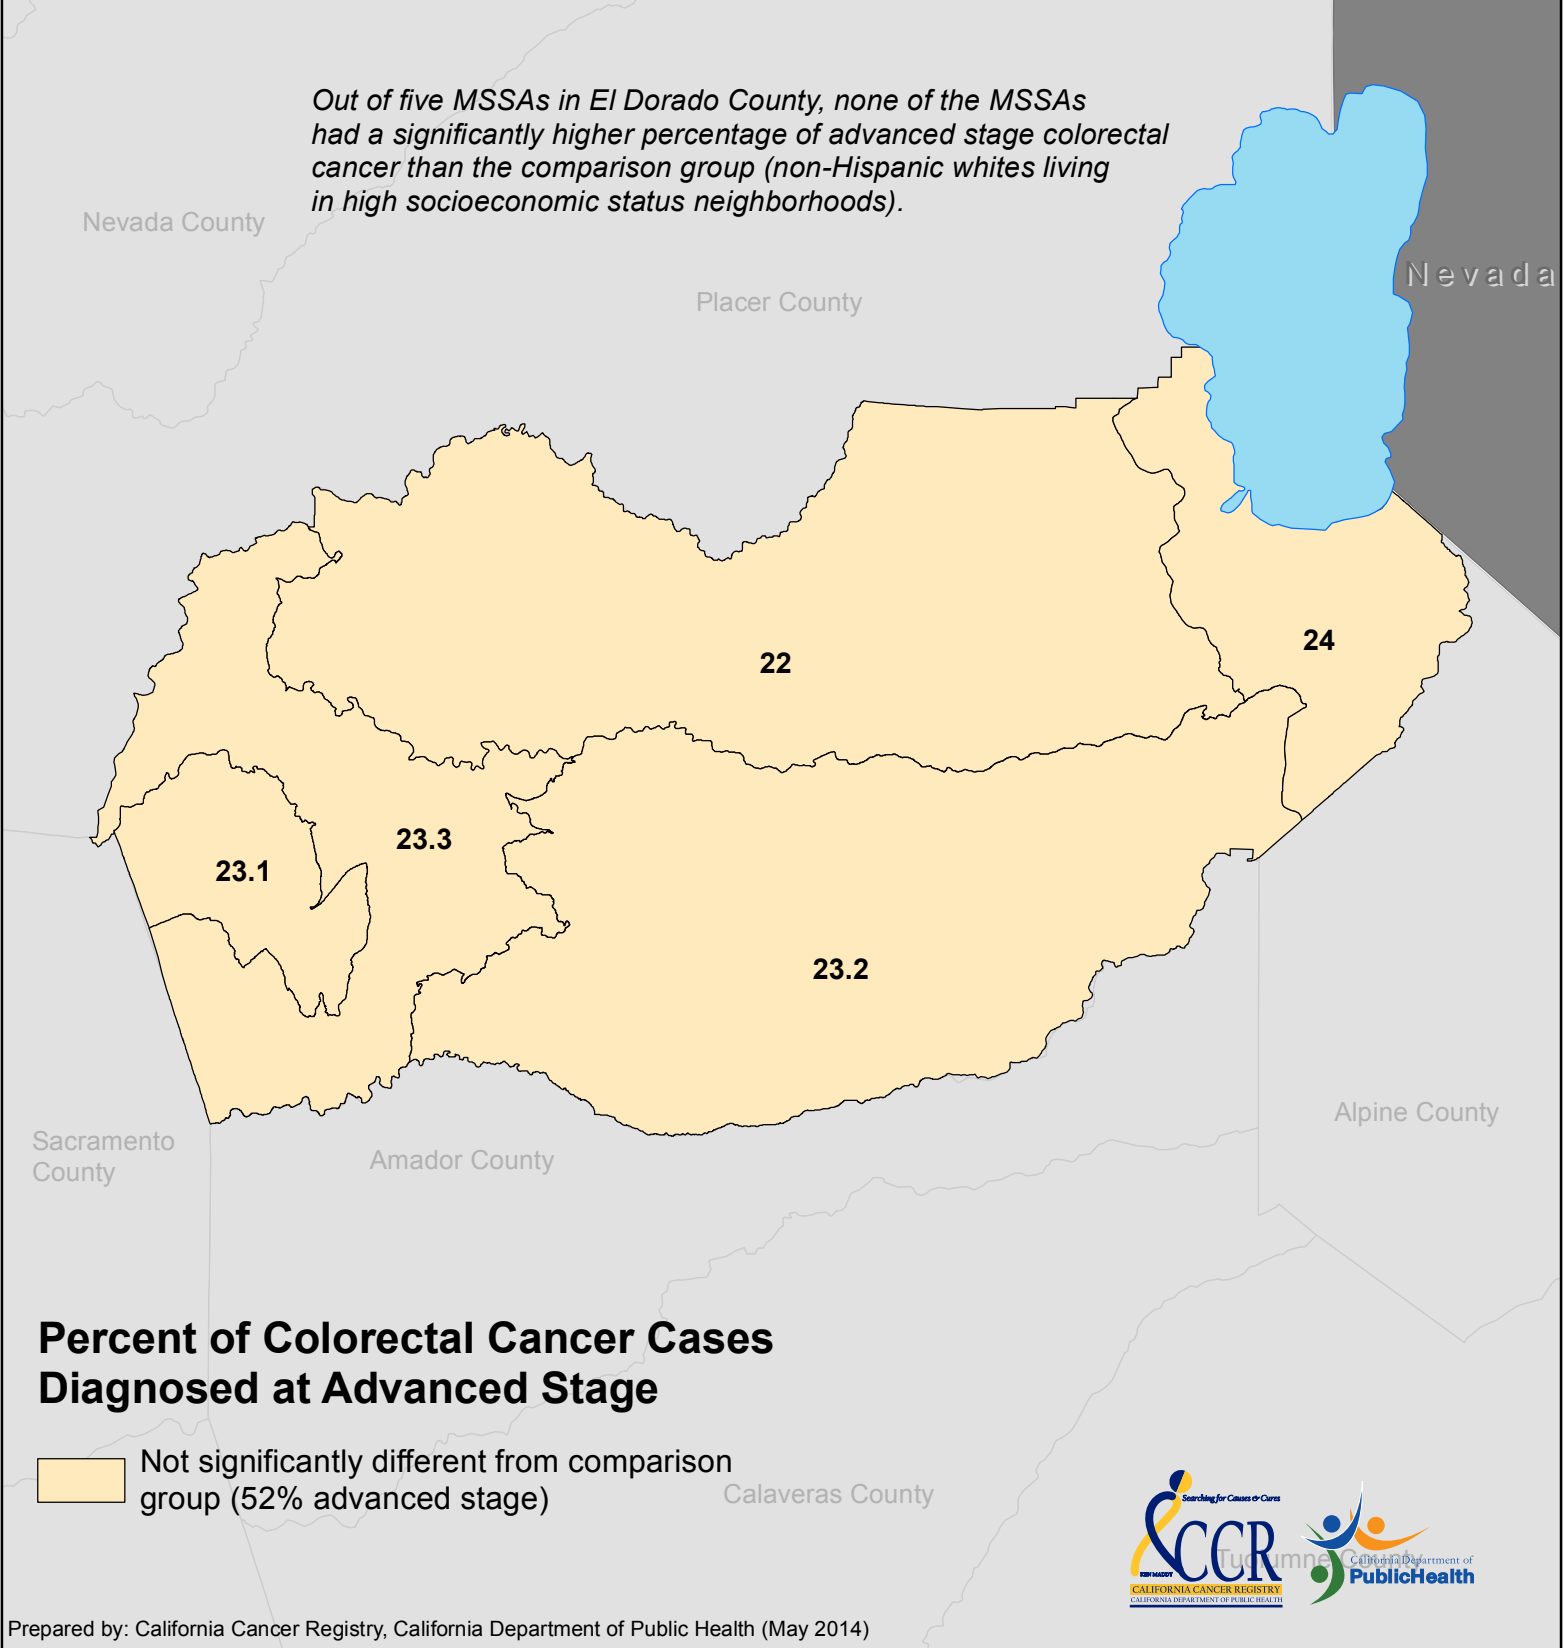 Out of five MSSAs in El Dorado County, none of the MSSAs
had a significantly higher percentage of advanced stage colorectal
cancer than the comparison group (non-Hispanic whites living
in high socioeconomic status neighborhoods).
Nevada County
Nevada
Placer County
24
22
23.3
23.1
23.2
Alpine County
Sacramento
County
Amador County
Percent of Colorectal Cancer Cases
Diagnosed at Advanced Stage
Not significantly different from comparison
group (52% advanced stage)
Calaveras County
Searching for Causes & Cures
CCR
KEN MADDY
CALIFORNIA CANCER REGISTRY
CALIFORNIA DEPARTMENT OF PUBLIC HEALTH
Tuolumne County
California Department of
PublicHealth
Prepared by: California Cancer Registry, California Department of Public Health (May 2014)